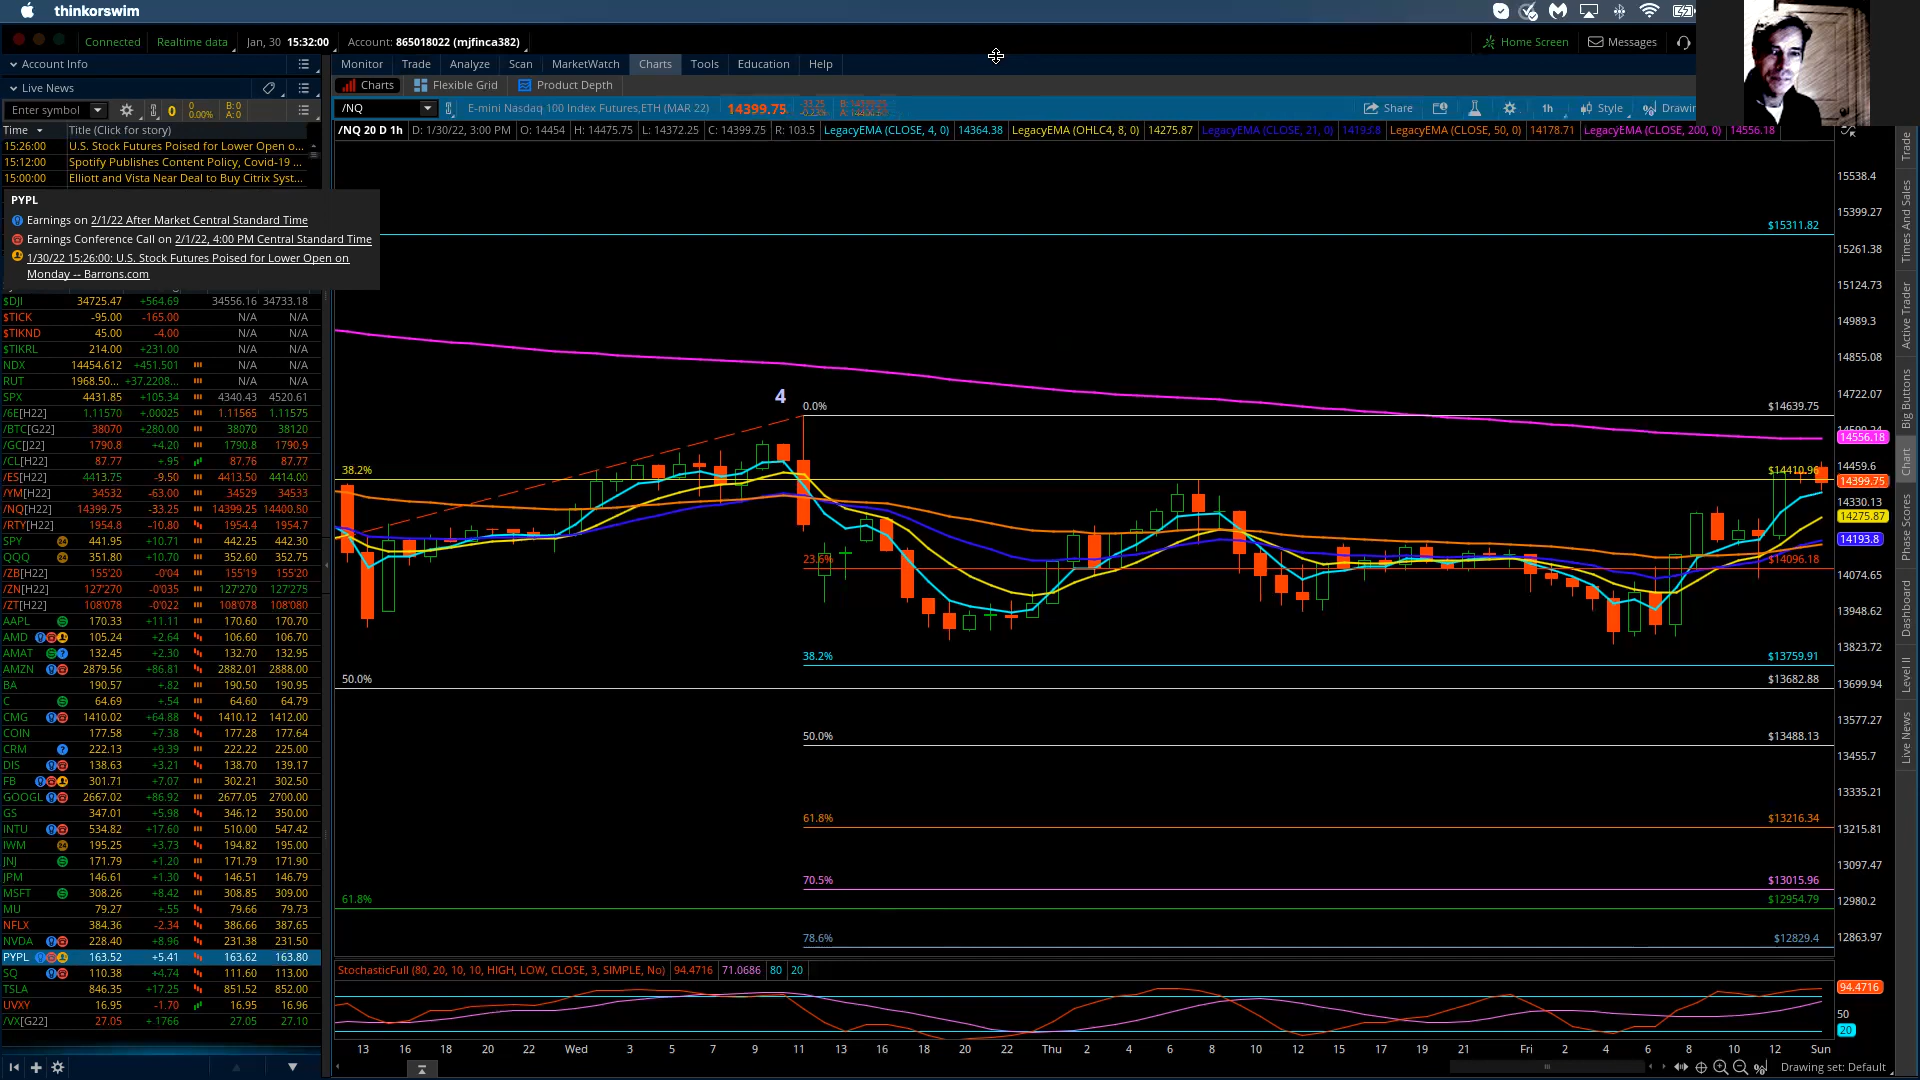 thinkorswim
Connected Realtime data Jan, 30 15:32:00 Account: 865018022 (mjfinca382) Home Screen Messages
Account Info Monitor Trade Analyze Scan MarketWatch Charts Tools Education Help
Live News Charts Flexible Grid Product Depth
Enter symbol 0 0 0.00% B: 0 A: 0 /NQ E-mini Nasdaq 100 Index Futures,ETH (MAR 22) 14399.75 -33.25 -0.23% Share 1h Style Drawin
Time Title (Click for story) /NQ 20 D 1h D: 1/30/22, 3:00 PM O: 14454 H: 14475.75 L: 14372.25 C: 14399.75 R: 103.5 LegacyEMA (CLOSE, 4, 0) 14364.38 LegacyEMA (OHLC4, 8, 0) 14275.87 LegacyEMA (CLOSE, 21, 0) 14193.8 LegacyEMA (CLOSE, 50, 0) 14178.71 LegacyEMA (CLOSE, 200, 0) 14556.18
15:26:00 U.S. Stock Futures Poised for Lower Open o...
15:12:00 Spotify Publishes Content Policy, Covid-19 ...
15:00:00 Elliott and Vista Near Deal to Buy Citrix Syst...
PYPL
Earnings on 2/1/22 After Market Central Standard Time
Earnings Conference Call on 2/1/22, 4:00 PM Central Standard Time
1/30/22 15:26:00: U.S. Stock Futures Poised for Lower Open on
Monday -- Barrons.com
$DJI 34725.47 +564.69 34556.16 34733.18
$TICK -95.00 -165.00 N/A N/A
$TIKND 45.00 -4.00 N/A N/A
$TIKRL 214.00 +231.00 N/A N/A
NDX 14454.612 +451.501 N/A N/A
RUT 1968.50... +37.2208... N/A N/A
SPX 4431.85 +105.34 4340.43 4520.61
/6E[H22] 1.11570 +.00025 1.11565 1.11575
/BTC[G22] 38070 +280.00 38070 38120
/GC[J22] 1790.8 +4.20 1790.8 1790.9
/CL[H22] 87.77 +.95 87.76 87.77
/ES[H22] 4413.75 -9.50 4413.50 4414.00
/YM[H22] 34532 -63.00 34529 34533
/NQ[H22] 14399.75 -33.25 14399.25 14400.50
/RTY[H22] 1954.8 -10.80 1954.4 1954.7
SPY 441.95 +10.71 442.25 442.30
QQQ 351.80 +10.70 352.60 352.75
/ZB[H22] 155'20 -0'04 155'19 155'20
/ZN[H22] 127'270 -0'035 127'270 127'275
/ZT[H22] 108'078 -0'022 108'078 108'080
AAPL 170.33 +11.11 170.60 170.70
AMD 105.24 +2.64 106.60 106.70
AMAT 132.45 +2.30 132.70 132.95
AMZN 2879.56 +86.81 2882.01 2888.00
BA 190.57 +.82 190.50 190.95
C 64.69 +.54 64.60 64.79
CMG 1410.02 +64.88 1410.12 1412.00
COIN 177.58 +7.38 177.28 177.64
CRM 222.13 +9.39 222.22 225.00
DIS 138.63 +3.21 138.70 139.17
FB 301.71 +7.07 302.21 302.50
GOOGL 2667.02 +86.92 2677.05 2700.00
GS 347.01 +5.98 346.12 350.00
INTU 534.82 +17.60 510.00 547.42
IWM 195.25 +3.73 194.82 195.00
JNJ 171.79 +1.20 171.79 171.90
JPM 146.61 +1.30 146.51 146.79
MSFT 308.26 +8.42 308.85 309.00
MU 79.27 +.55 79.66 79.73
NFLX 384.36 -2.34 386.66 387.65
NVDA 228.40 +8.96 231.38 231.50
PYPL 163.52 +5.41 163.62 163.80
SQ 110.38 +4.74 111.60 113.00
TSLA 846.35 +17.25 851.52 852.00
UVXY 16.95 -1.70 16.95 16.96
/VX[G22] 27.05 +.1766 27.05 27.10
$15311.82
4
0.0% $14639.75
38.2% $14410.96
23.6% $14096.18
38.2% $13759.91
50.0% $13682.88
50.0% $13488.13
61.8% $13216.34
70.5% $13015.96
61.8% $12954.79
78.6% $12829.4
15538.4
15399.27
15261.38
15124.73
14989.3
14855.08
14722.07
14556.18
14459.6
14399.75
14330.13
14275.87
14193.8
14074.65
13948.62
13823.72
13699.94
13577.27
13455.7
13335.21
13215.81
13097.47
12980.2
12863.97
StochasticFull (80, 20, 10, 10, HIGH, LOW, CLOSE, 3, SIMPLE, No) 94.4716 71.0686 80 20
94.4716
50
20
13 16 18 20 22 Wed 3 5 7 9 11 13 16 18 20 22 Thu 2 4 6 8 10 12 15 17 19 21 Fri 2 4 6 8 10 12 Sun
Drawing set: Default
Trade
Times And Sales
Active Trader
Big Buttons
Chart
Phase Scores
Dashboard
Level II
Live News